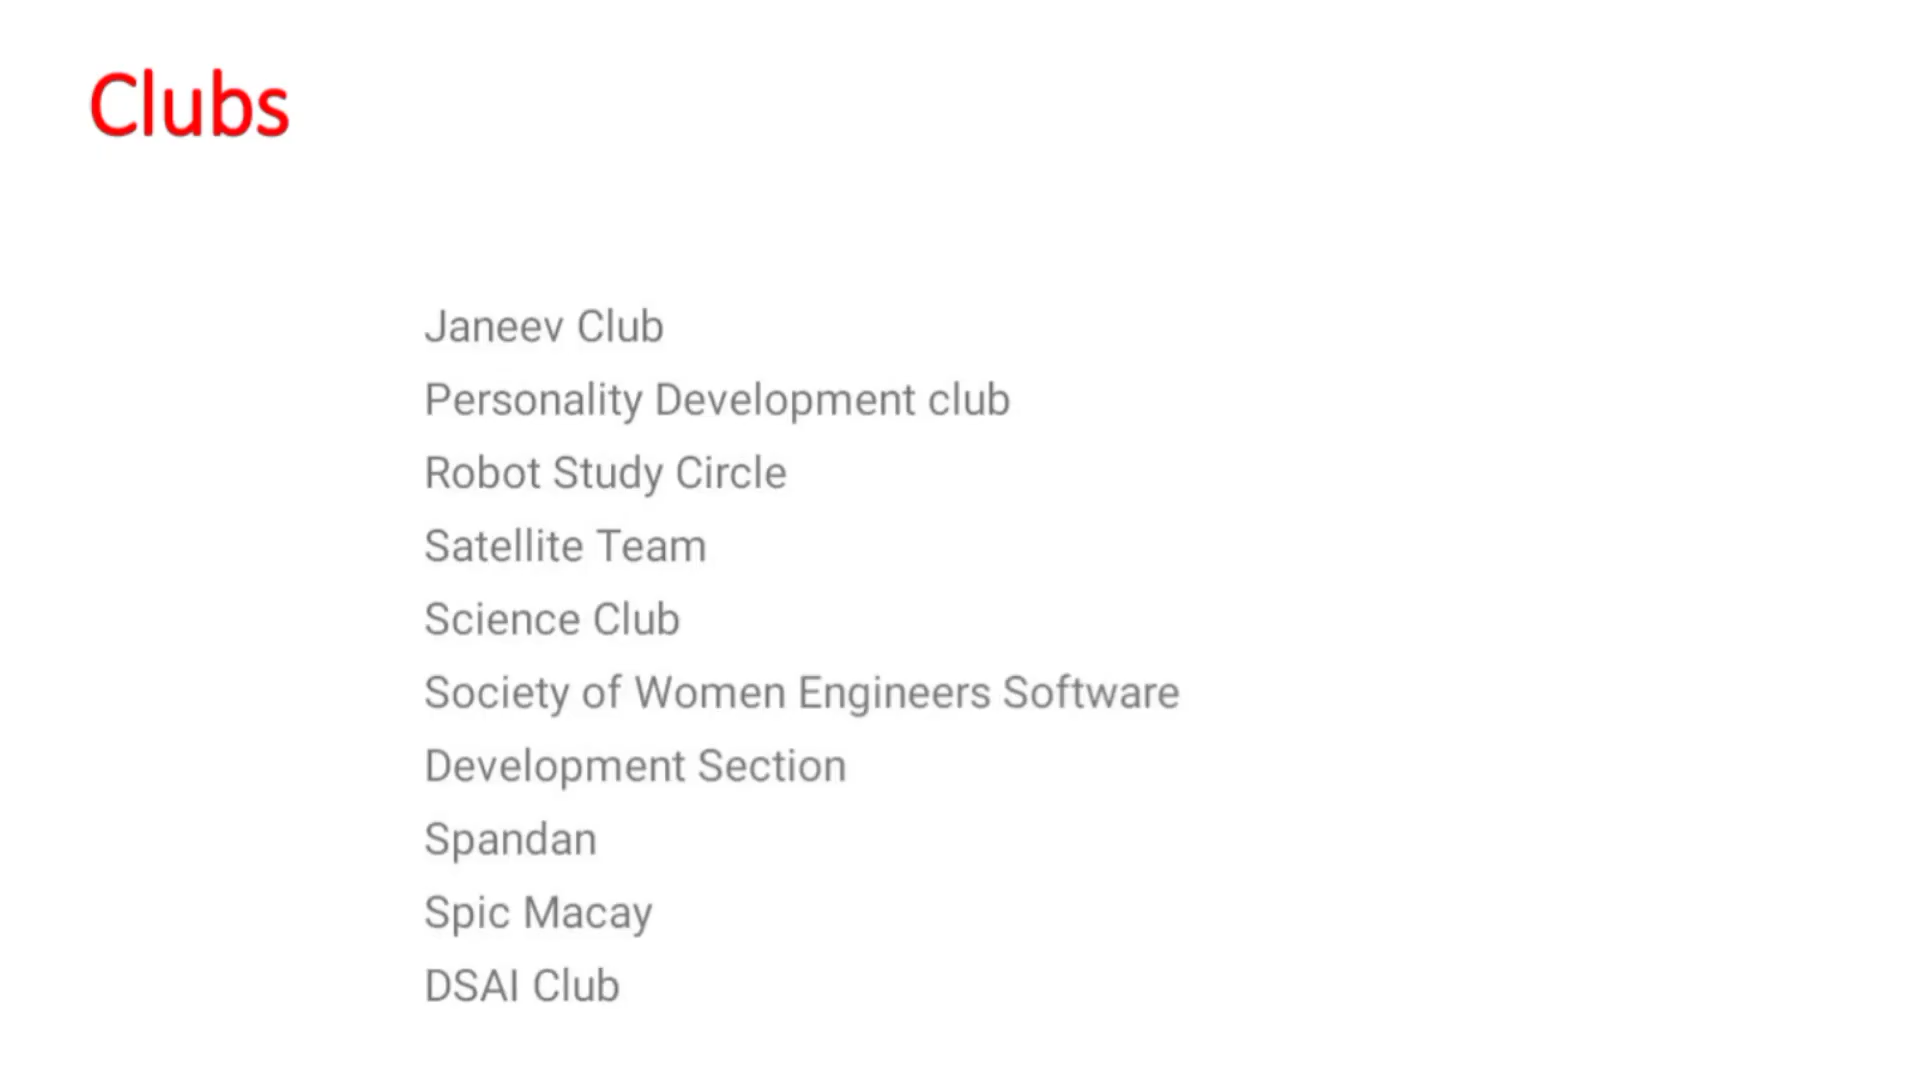 Clubs
Janeev Club
Personality Development club
Robot Study Circle
Satellite Team
Science Club
Society of Women Engineers Software
Development Section
Spandan
Spic Macay
DSAI Club